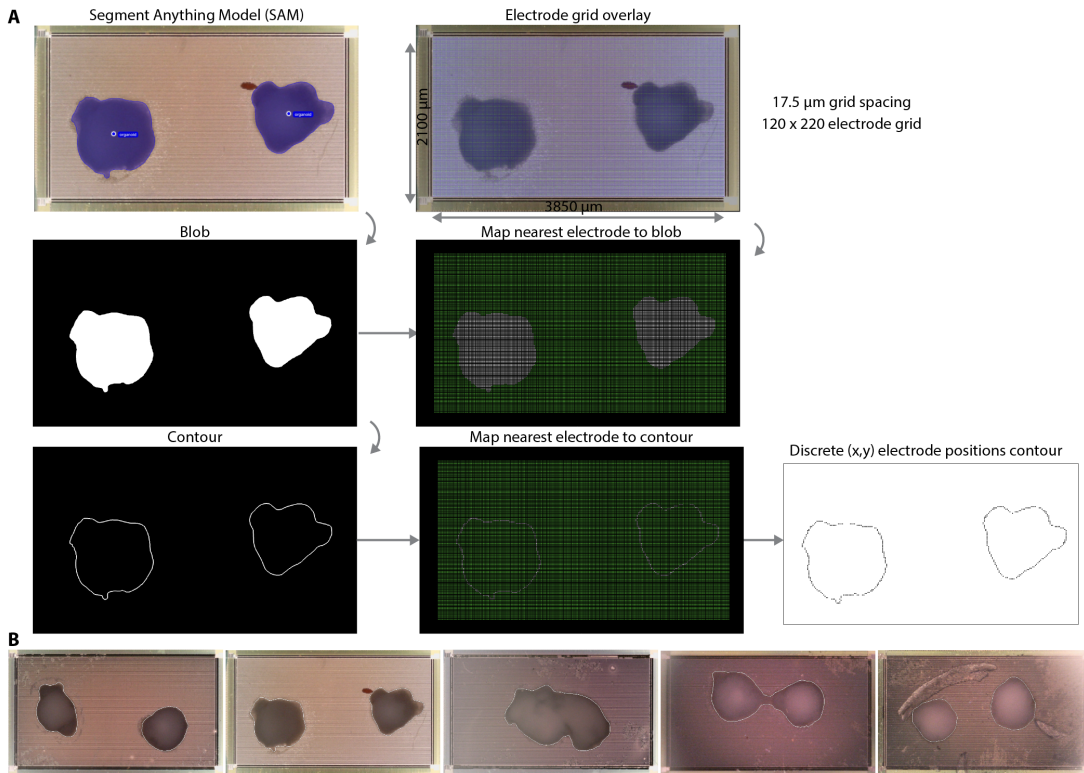 A
Segment Anything Model (SAM)
Electrode grid overlay
organoid
organoid
2100 µm
3850 µm
17.5 µm grid spacing
120 x 220 electrode grid
Blob
Map nearest electrode to blob
Contour
Map nearest electrode to contour
Discrete (x,y) electrode positions contour
B